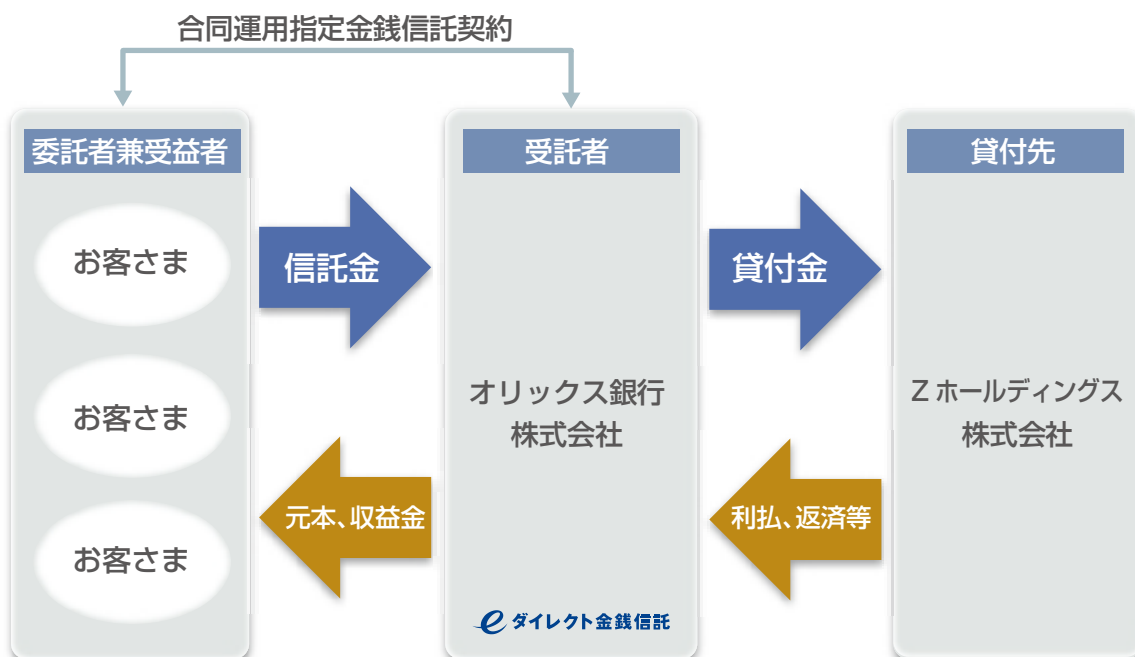 合同運用指定金銭信託契約
委託者兼受益者
受託者
貸付先
お客さま
信託金
貸付金
お客さま
オリックス銀行
株式会社
Z ホールディングス
株式会社
お客さま
元本、収益金
利払、返済等
eダイレクト金銭信託